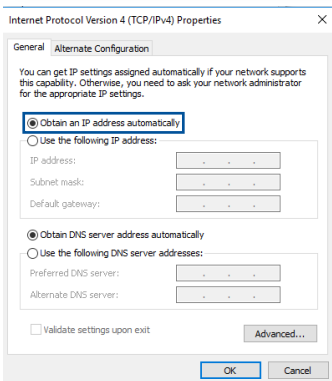 Internet Protocol Version 4 (TCP/IPv4) Properties
General
Alternate Configuration
You can get IP settings assigned automatically if your network supports
this capability. Otherwise, you need to ask your network administrator
for the appropriate IP settings.
Obtain an IP address automatically
Use the following IP address:
IP address:
Subnet mask:
Default gateway:
Obtain DNS server address automatically
Use the following DNS server addresses:
Preferred DNS server:
Alternate DNS server:
Validate settings upon exit
Advanced...
OK
Cancel